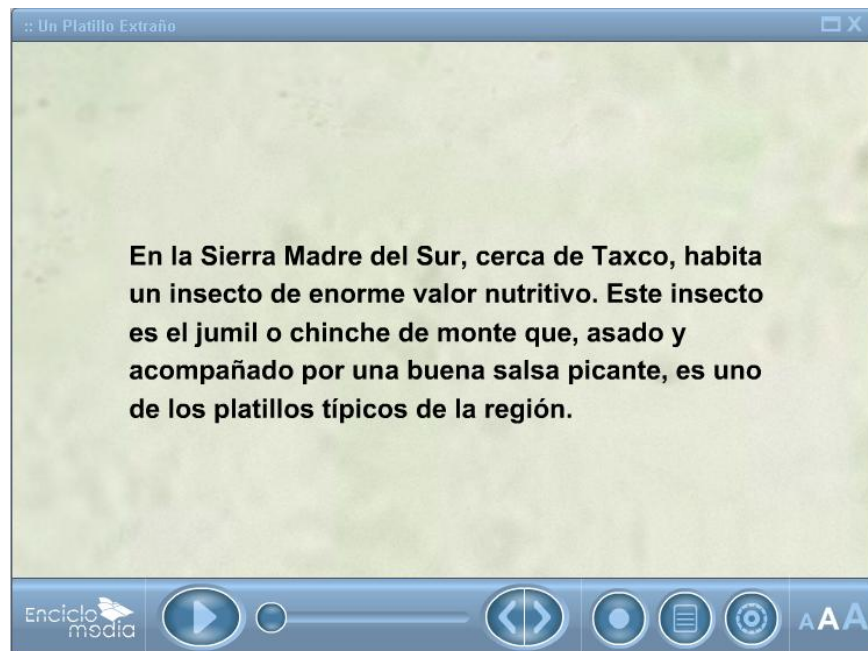 :: Un Platillo Extraño
En la Sierra Madre del Sur, cerca de Taxco, habita
un insecto de enorme valor nutritivo. Este insecto
es el jumil o chinche de monte que, asado y
acompañado por una buena salsa picante, es uno
de los platillos típicos de la región.
Enciclo
media
A A A